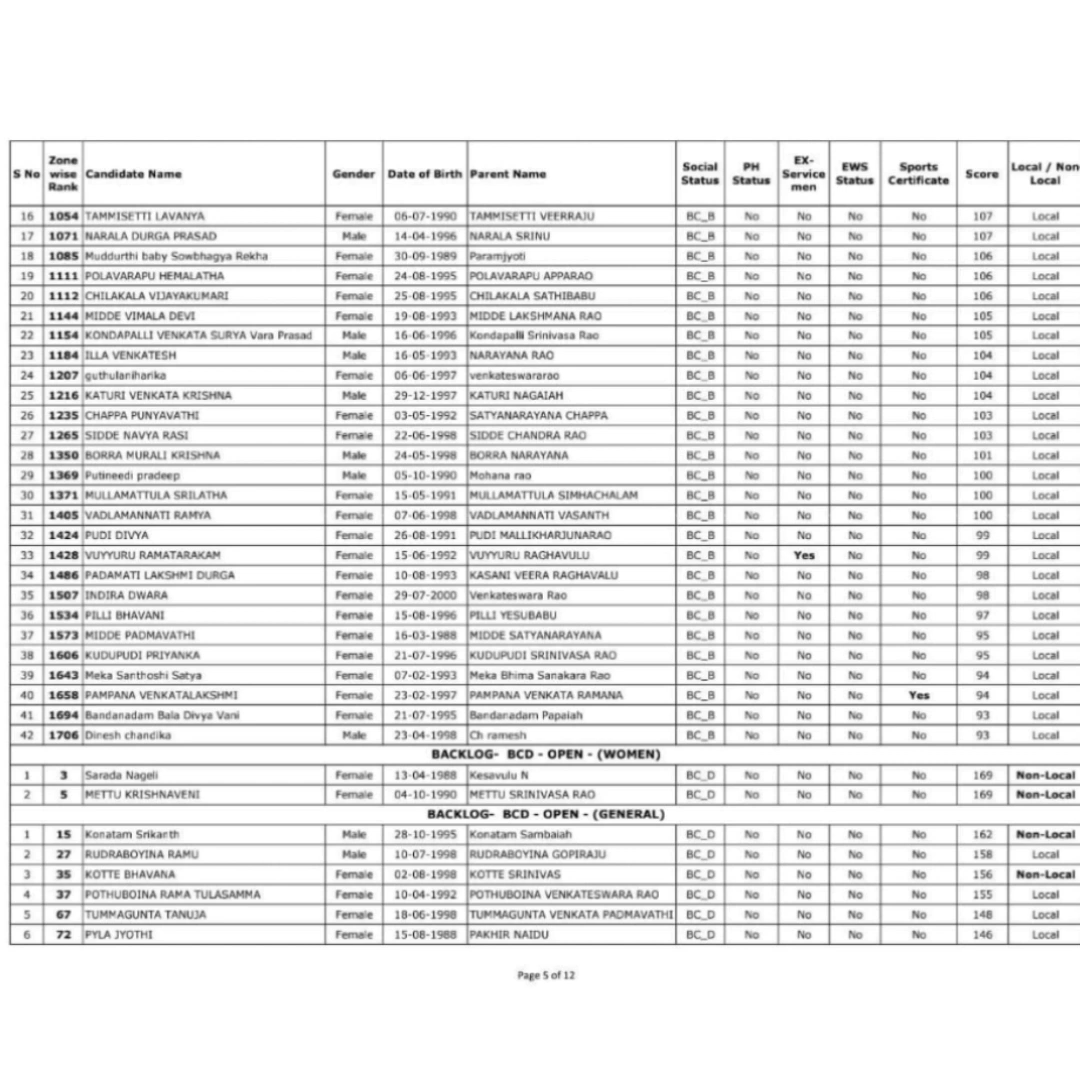 S No Zone wise Rank Candidate Name Gender Date of Birth Parent Name Social Status PH Status EX-Service men EWS Status Sports Certificate Score Local / Non-Local
16 1054 TAMMISETTI LAVANYA Female 06-07-1990 TAMMISETTI VEERRAJU BC_B No No No No 107 Local
17 1071 NARALA DURGA PRASAD Male 14-04-1996 NARALA SRINU BC_B No No No No 107 Local
18 1085 Muddurthi baby Sowbhagya Rekha Female 30-09-1989 Paramjyoti BC_B No No No No 106 Local
19 1111 POLAVARAPU HEMALATHA Female 24-08-1995 POLAVARAPU APPARAO BC_B No No No No 106 Local
20 1112 CHILAKALA VIJAYAKUMARI Female 25-08-1995 CHILAKALA SATHIBABU BC_B No No No No 106 Local
21 1144 MIDDE VIMALA DEVI Female 19-08-1993 MIDDE LAKSHMANA RAO BC_B No No No No 105 Local
22 1154 KONDAPALLI VENKATA SURYA Vara Prasad Male 16-06-1996 Kondapalli Srinivasa Rao BC_B No No No No 105 Local
23 1184 ILLA VENKATESH Male 16-05-1993 NARAYANA RAO BC_B No No No No 104 Local
24 1207 guthulaniharika Female 06-06-1997 venkateswararao BC_B No No No No 104 Local
25 1216 KATURI VENKATA KRISHNA Male 29-12-1997 KATURI NAGAIAH BC_B No No No No 104 Local
26 1235 CHAPPA PUNYAVATHI Female 03-05-1992 SATYANARAYANA CHAPPA BC_B No No No No 103 Local
27 1265 SIDDE NAVYA RASI Female 22-06-1998 SIDDE CHANDRA RAO BC_B No No No No 103 Local
28 1350 BORRA MURALI KRISHNA Male 24-05-1998 BORRA NARAYANA BC_B No No No No 101 Local
29 1369 Putineedi pradeep Male 05-10-1990 Mohana rao BC_B No No No No 100 Local
30 1371 MULLAMATTULA SRILATHA Female 15-05-1991 MULLAMATTULA SIMHACHALAM BC_B No No No No 100 Local
31 1405 VADLAMANNATI RAMYA Female 07-06-1998 VADLAMANNATI VASANTH BC_B No No No No 100 Local
32 1424 PUDI DIVYA Female 26-08-1991 PUDI MALLIKHARJUNARAO BC_B No No No No 99 Local
33 1428 VUYYURU RAMATARAKAM Female 15-06-1992 VUYYURU RAGHAVULU BC_B No Yes No No 99 Local
34 1486 PADAMATI LAKSHMI DURGA Female 10-08-1993 KASANI VEERA RAGHAVALU BC_B No No No No 98 Local
35 1507 INDIRA DWARA Female 29-07-2000 Venkateswara Rao BC_B No No No No 98 Local
36 1534 PILLI BHAVANI Female 15-08-1996 PILLI YESUBABU BC_B No No No No 97 Local
37 1573 MIDDE PADMAVATHI Female 16-03-1988 MIDDE SATYANARAYANA BC_B No No No No 95 Local
38 1606 KUDUPUDI PRIYANKA Female 21-07-1996 KUDUPUDI SRINIVASA RAO BC_B No No No No 95 Local
39 1643 Meka Santhoshi Satya Female 07-02-1993 Meka Bhima Sanakara Rao BC_B No No No No 94 Local
40 1658 PAMPANA VENKATALAKSHMI Female 23-02-1997 PAMPANA VENKATA RAMANA BC_B No No No Yes 94 Local
41 1694 Bandanadam Bala Divya Vani Female 21-07-1995 Bandanadam Papaiah BC_B No No No No 93 Local
42 1706 Dinesh chandika Male 23-04-1998 Ch ramesh BC_B No No No No 93 Local
BACKLOG- BCD - OPEN - (WOMEN)
1 3 Sarada Nageli Female 13-04-1988 Kesavulu N BC_D No No No No 169 Non-Local
2 5 METTU KRISHNAVENI Female 04-10-1990 METTU SRINIVASA RAO BC_D No No No No 169 Non-Local
BACKLOG- BCD - OPEN - (GENERAL)
1 15 Konatam Srikanth Male 28-10-1995 Konatam Sambaiah BC_D No No No No 162 Non-Local
2 27 RUDRABOYINA RAMU Male 10-07-1998 RUDRABOYINA GOPIRAJU BC_D No No No No 158 Local
3 35 KOTTE BHAVANA Female 02-08-1998 KOTTE SRINIVAS BC_D No No No No 156 Non-Local
4 37 POTHUBOINA RAMA TULASAMMA Female 10-04-1992 POTHUBOINA VENKATESWARA RAO BC_D No No No No 155 Local
5 67 TUMMAGUNTA TANUJA Female 18-06-1998 TUMMAGUNTA VENKATA PADMAVATHI BC_D No No No No 148 Local
6 72 PYLA JYOTHI Female 15-08-1988 PAKHIR NAIDU BC_D No No No No 146 Local
Page 5 of 12